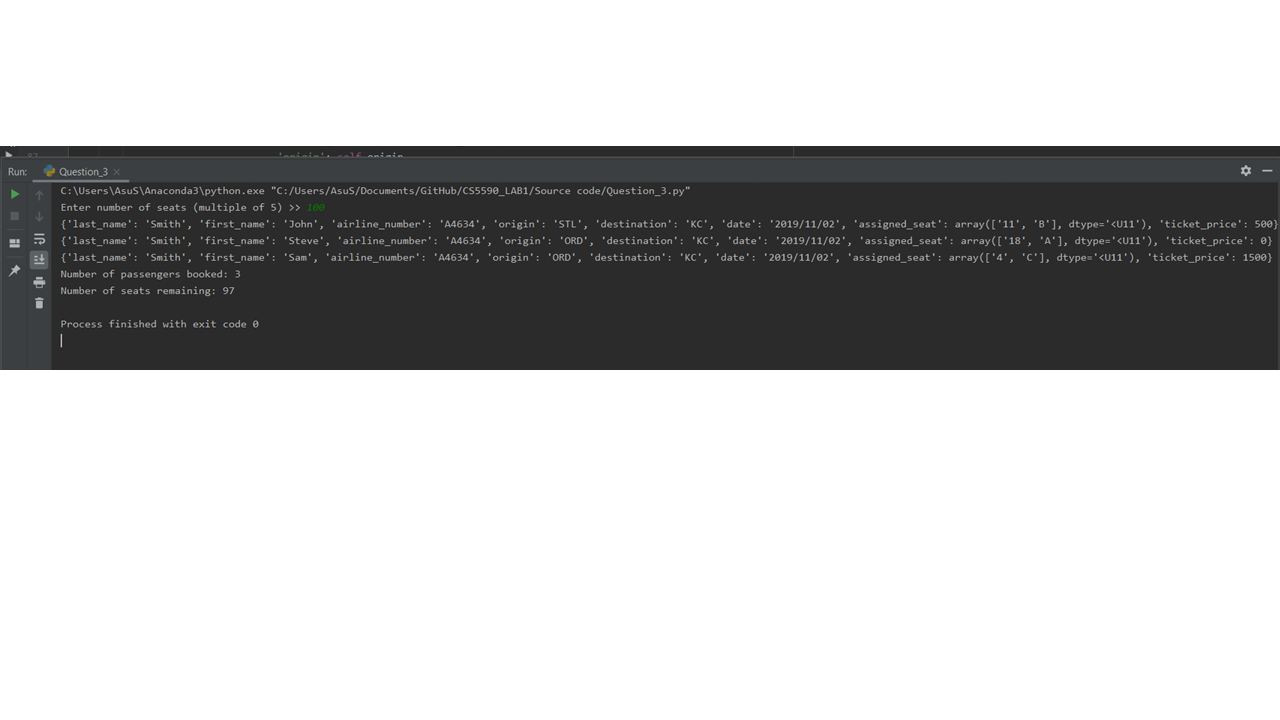 87 'origin': self.origin,
Run: Question_3
C:\Users\AsuS\Anaconda3\python.exe "C:/Users/AsuS/Documents/GitHub/CS5590_LAB1/Source code/Question_3.py"
Enter number of seats (multiple of 5) >> 100
{'last_name': 'Smith', 'first_name': 'John', 'airline_number': 'A4634', 'origin': 'STL', 'destination': 'KC', 'date': '2019/11/02', 'assigned_seat': array(['11', 'B'], dtype='<U11'), 'ticket_price': 500}
{'last_name': 'Smith', 'first_name': 'Steve', 'airline_number': 'A4634', 'origin': 'ORD', 'destination': 'KC', 'date': '2019/11/02', 'assigned_seat': array(['18', 'A'], dtype='<U11'), 'ticket_price': 0}
{'last_name': 'Smith', 'first_name': 'Sam', 'airline_number': 'A4634', 'origin': 'ORD', 'destination': 'KC', 'date': '2019/11/02', 'assigned_seat': array(['4', 'C'], dtype='<U11'), 'ticket_price': 1500}
Number of passengers booked: 3
Number of seats remaining: 97
Process finished with exit code 0